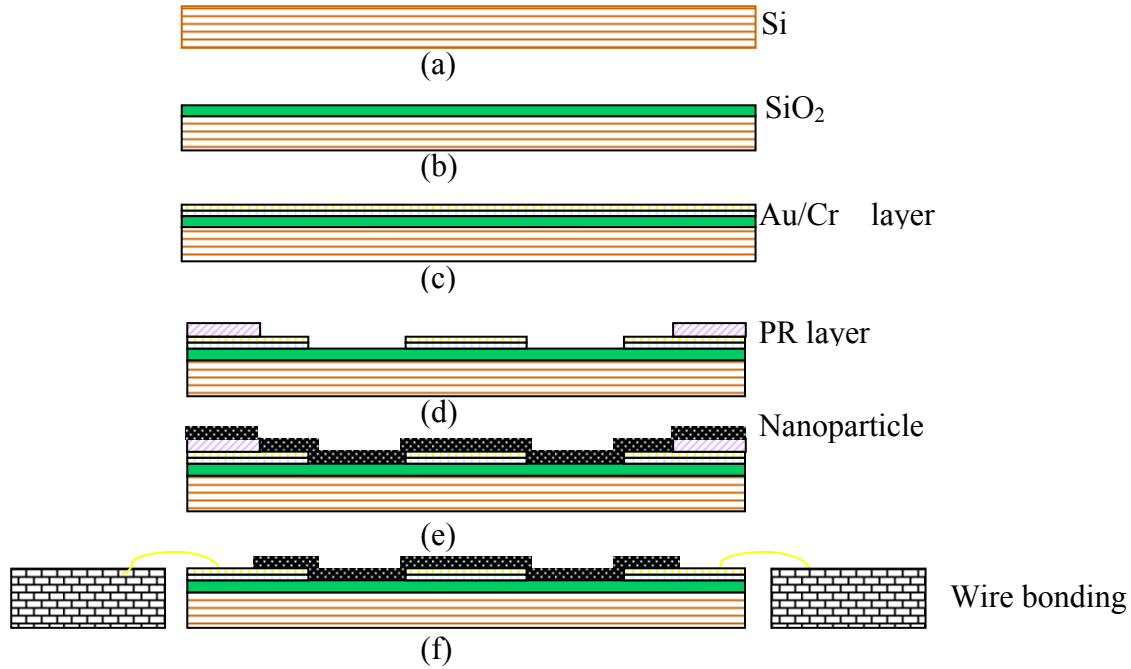 Si
(a)
SiO₂
(b)
Au/Cr layer
(c)
PR layer
(d)
Nanoparticle
(e)
Wire bonding
(f)